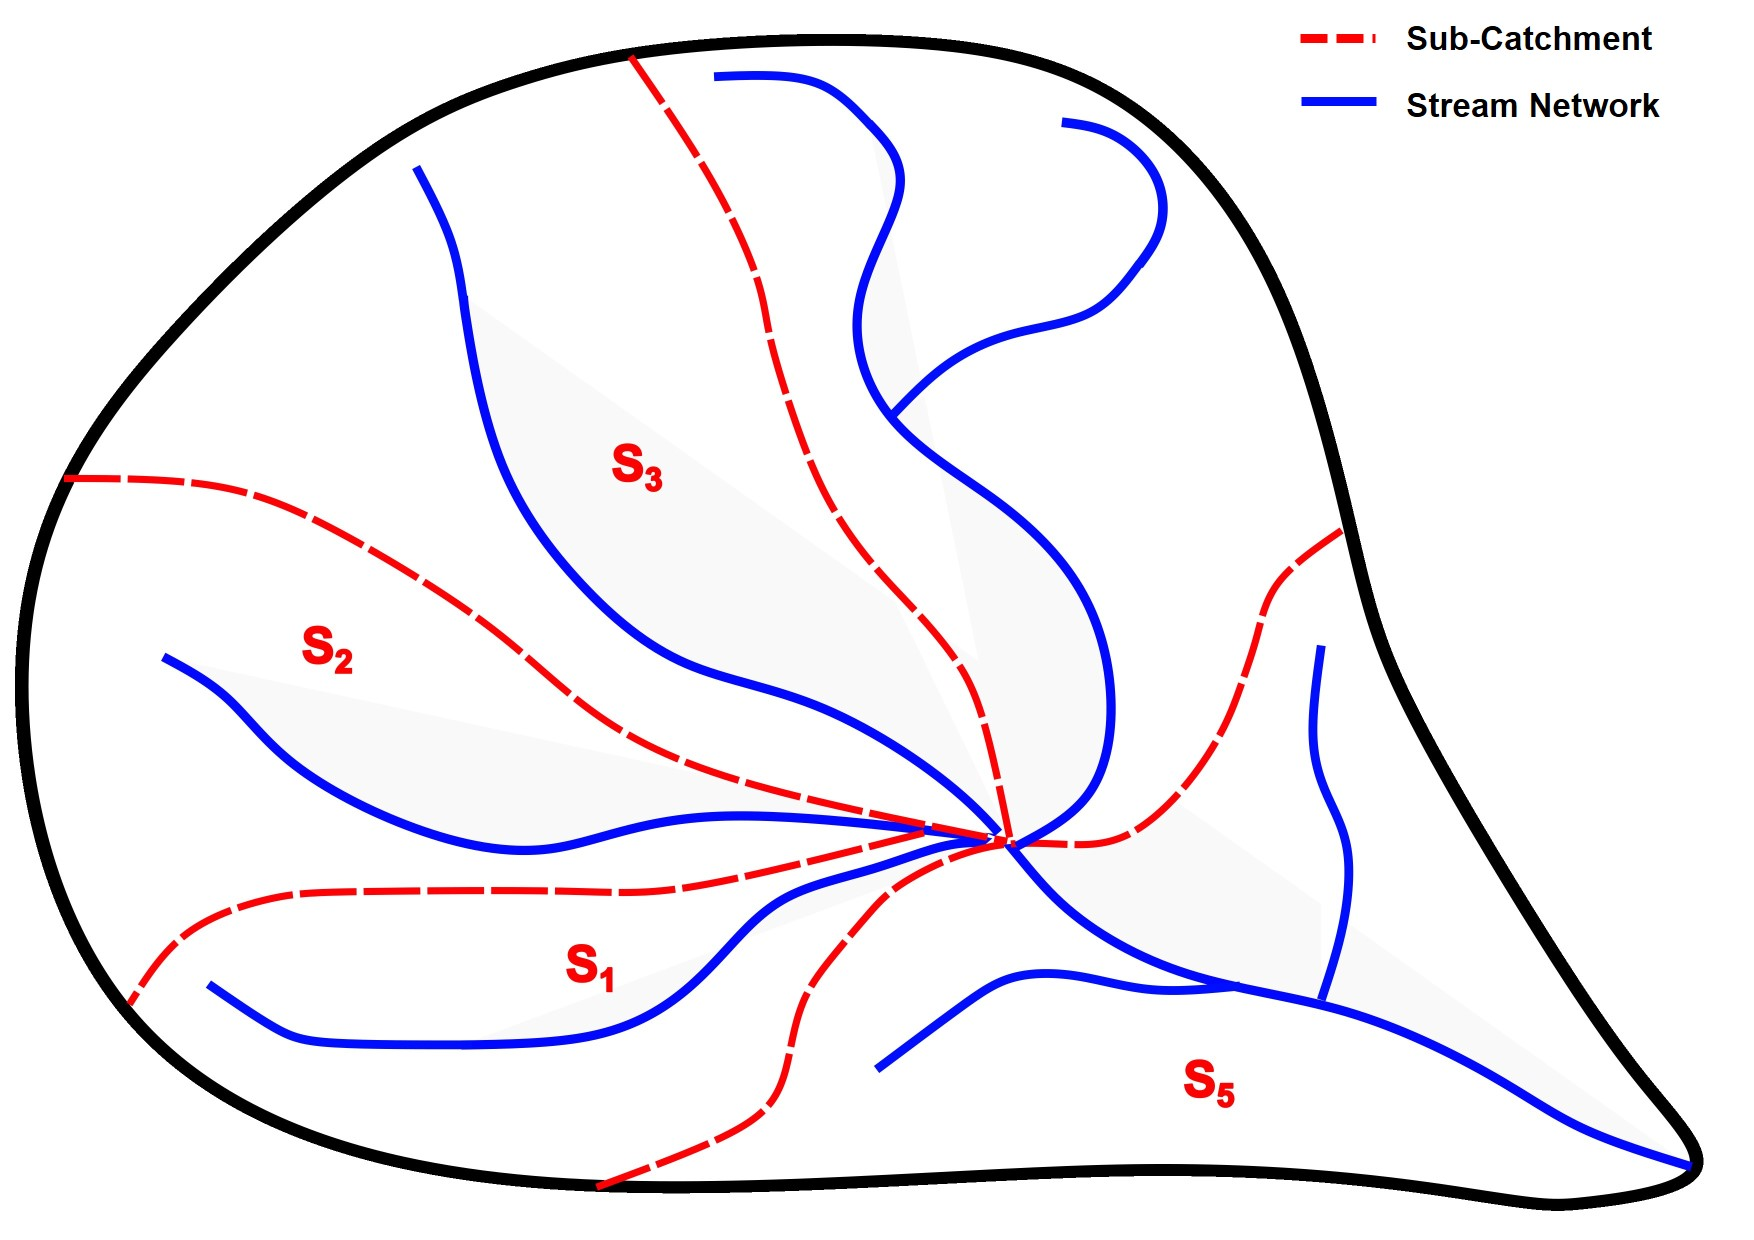 Sub-Catchment
Stream Network
S₃
S₂
S₁
S₅